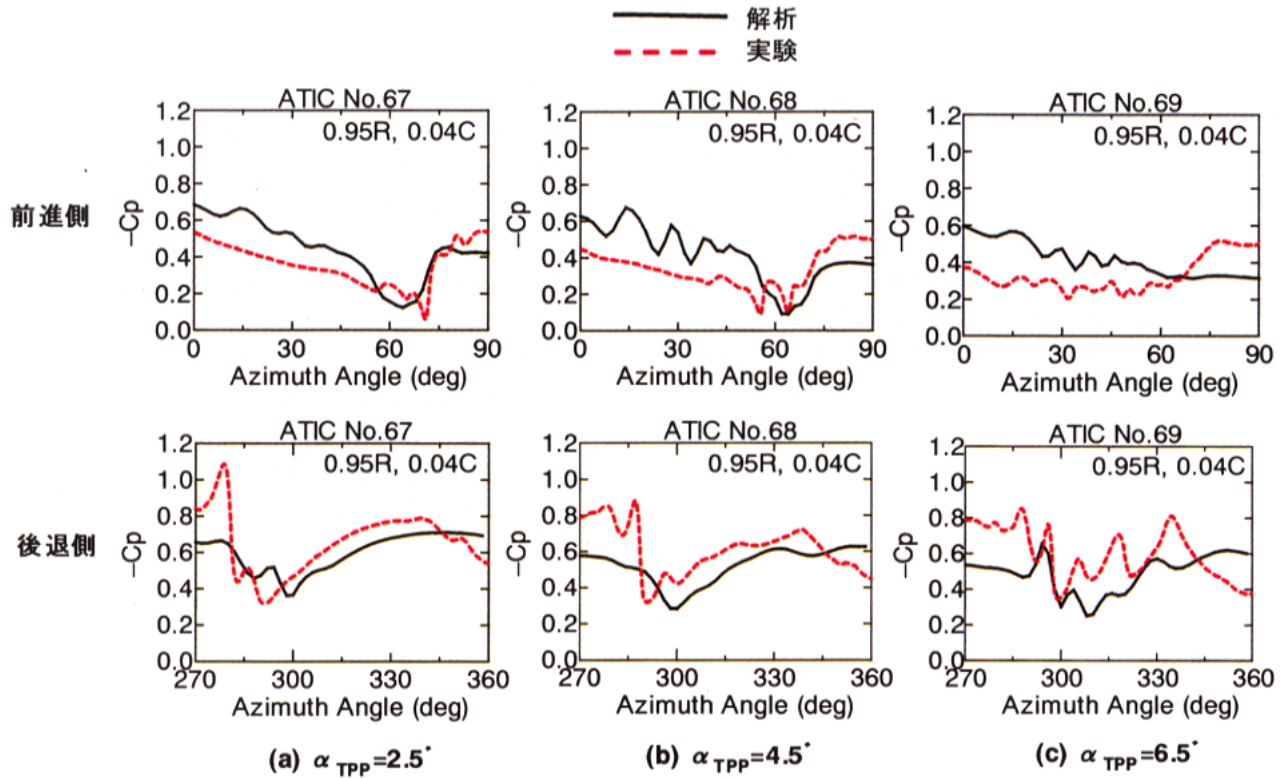 解析
実験
ATIC No.67
0.95R, 0.04C
1.2
1.0
0.8
0.6
0.4
0.2
0.0
−Cp
0 30 60 90
Azimuth Angle (deg)
ATIC No.68
0.95R, 0.04C
1.2
1.0
0.8
0.6
0.4
0.2
0.0
−Cp
0 30 60 90
Azimuth Angle (deg)
ATIC No.69
0.95R, 0.04C
1.2
1.0
0.8
0.6
0.4
0.2
0.0
−Cp
0 30 60 90
Azimuth Angle (deg)
前進側
ATIC No.67
0.95R, 0.04C
1.2
1.0
0.8
0.6
0.4
0.2
0.0
−Cp
270 300 330 360
Azimuth Angle (deg)
ATIC No.68
0.95R, 0.04C
1.2
1.0
0.8
0.6
0.4
0.2
0.0
−Cp
270 300 330 360
Azimuth Angle (deg)
ATIC No.69
0.95R, 0.04C
1.2
1.0
0.8
0.6
0.4
0.2
0.0
−Cp
270 300 330 360
Azimuth Angle (deg)
後退側
(a) α TPP=2.5°
(b) α TPP=4.5°
(c) α TPP=6.5°